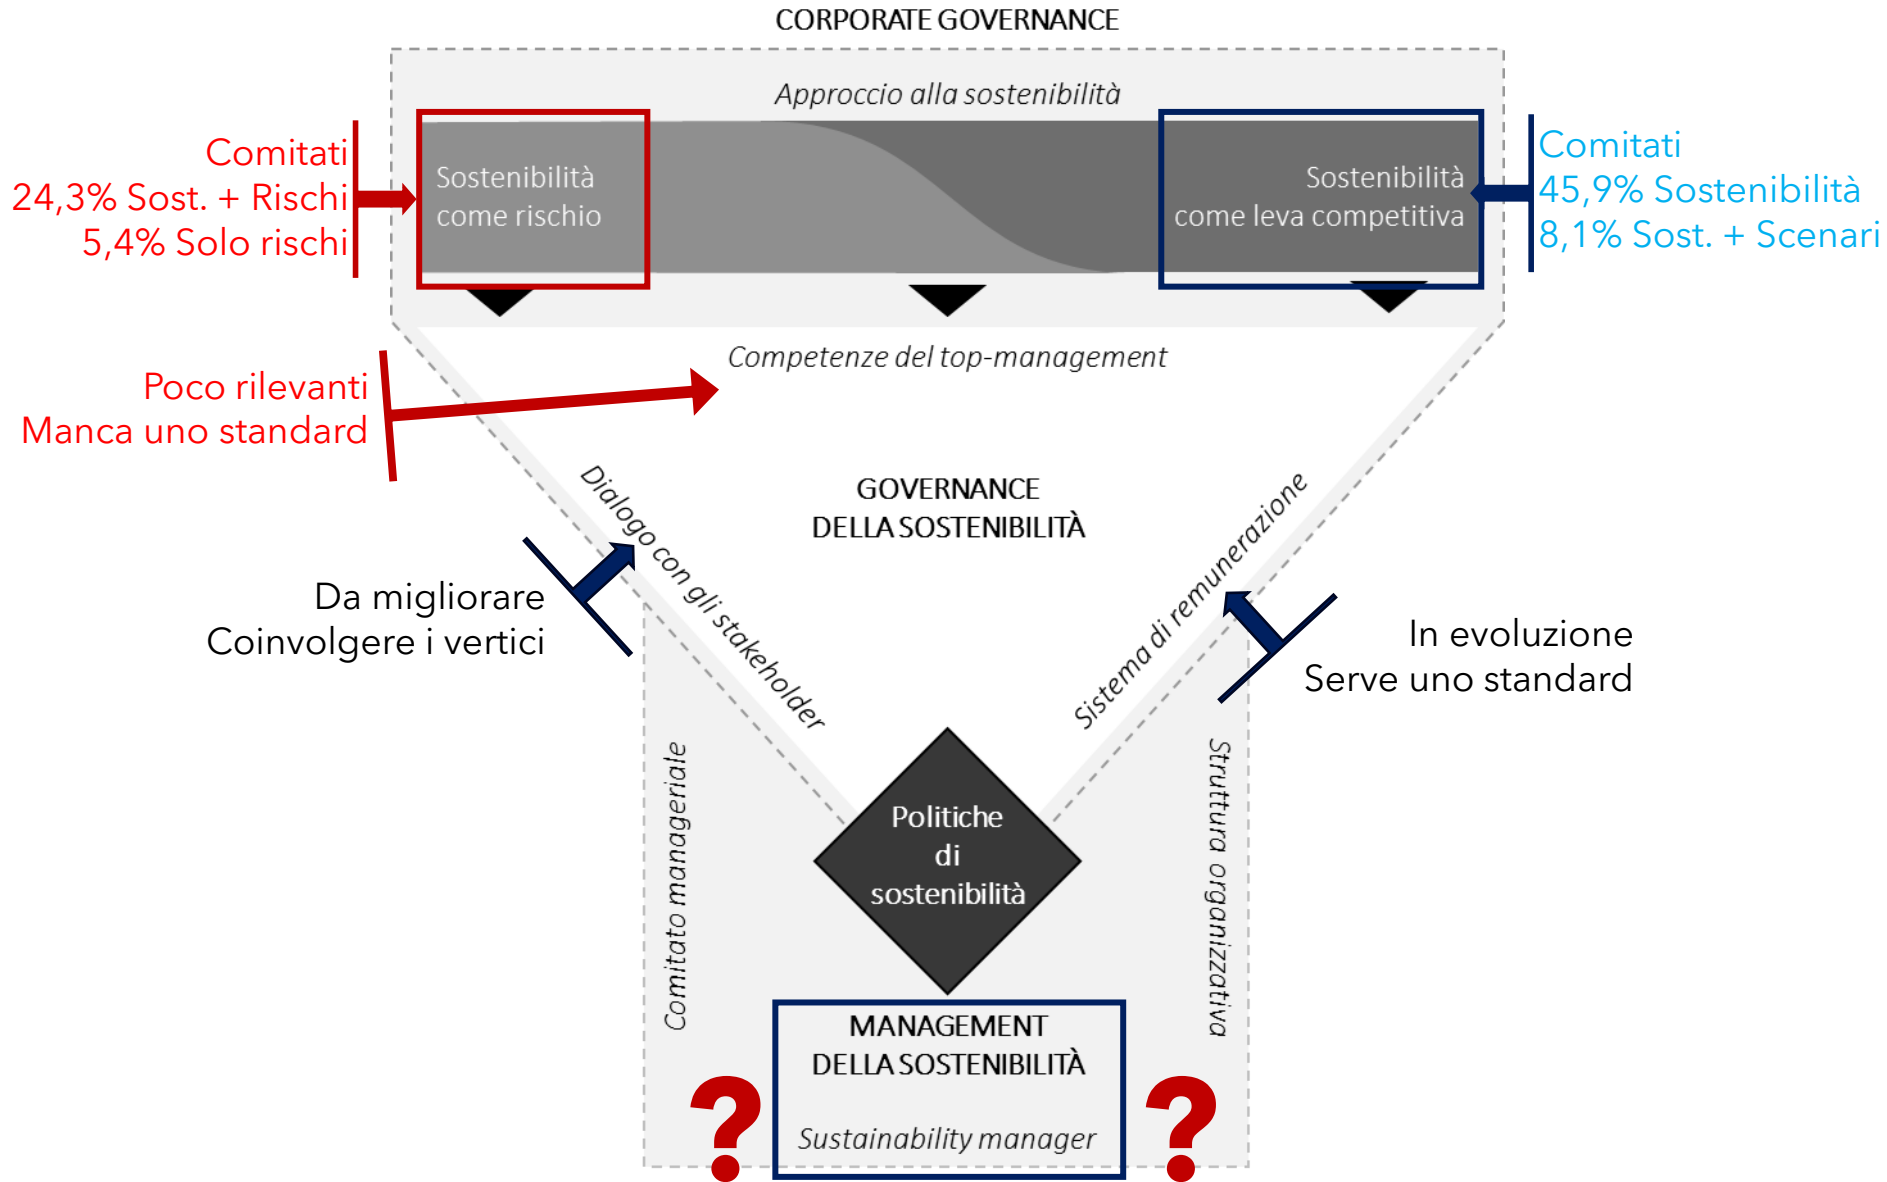 CORPORATE GOVERNANCE
Approccio alla sostenibilità
Comitati
24,3% Sost. + Rischi
5,4% Solo rischi
Sostenibilità
come rischio
Sostenibilità
come leva competitiva
Comitati
45,9% Sostenibilità
8,1% Sost. + Scenari
Competenze del top-management
Poco rilevanti
Manca uno standard
GOVERNANCE
DELLA SOSTENIBILITÀ
Dialogo con gli stakeholder
Sistema di remunerazione
Da migliorare
Coinvolgere i vertici
In evoluzione
Serve uno standard
Comitato manageriale
Struttura organizzativa
Politiche
di
sostenibilità
MANAGEMENT
DELLA SOSTENIBILITÀ
? ?
Sustainability manager